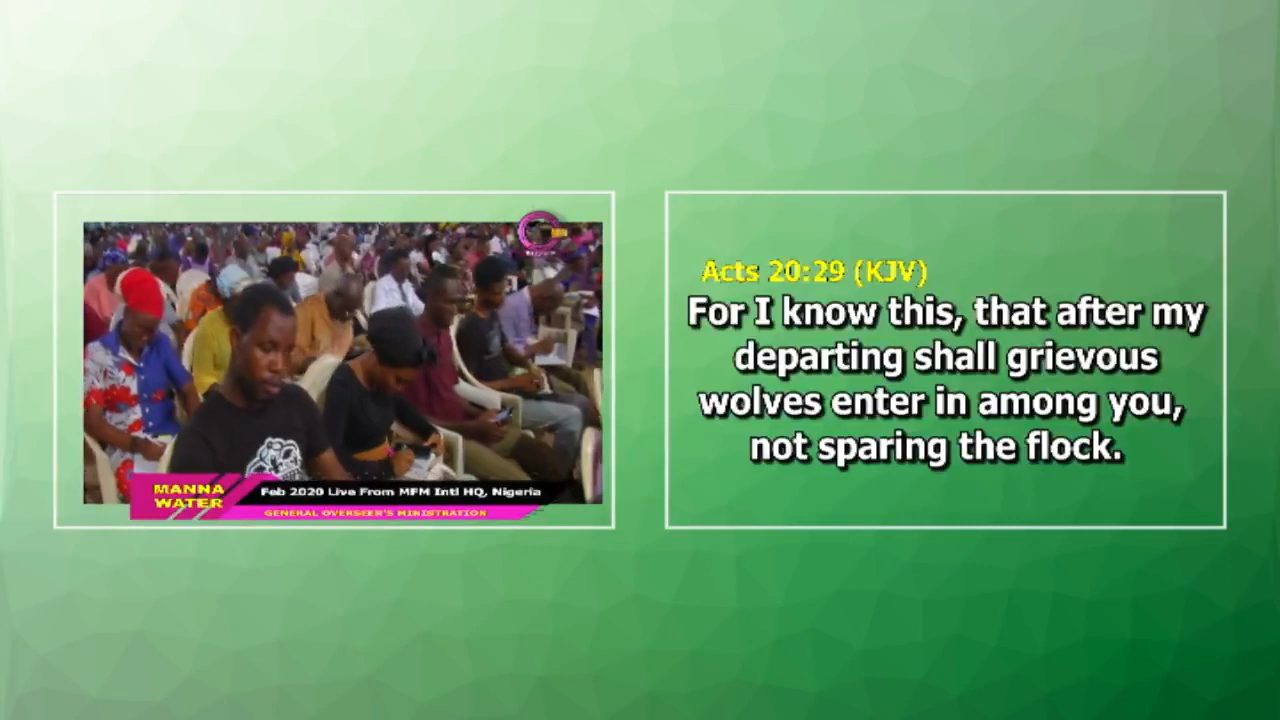 MANNA
WATER
Feb 2020 Live From MFM Intl HQ, Nigeria
GENERAL OVERSEER'S MINISTRATION
Acts 20:29 (KJV)
For I know this, that after my
departing shall grievous
wolves enter in among you,
not sparing the flock.